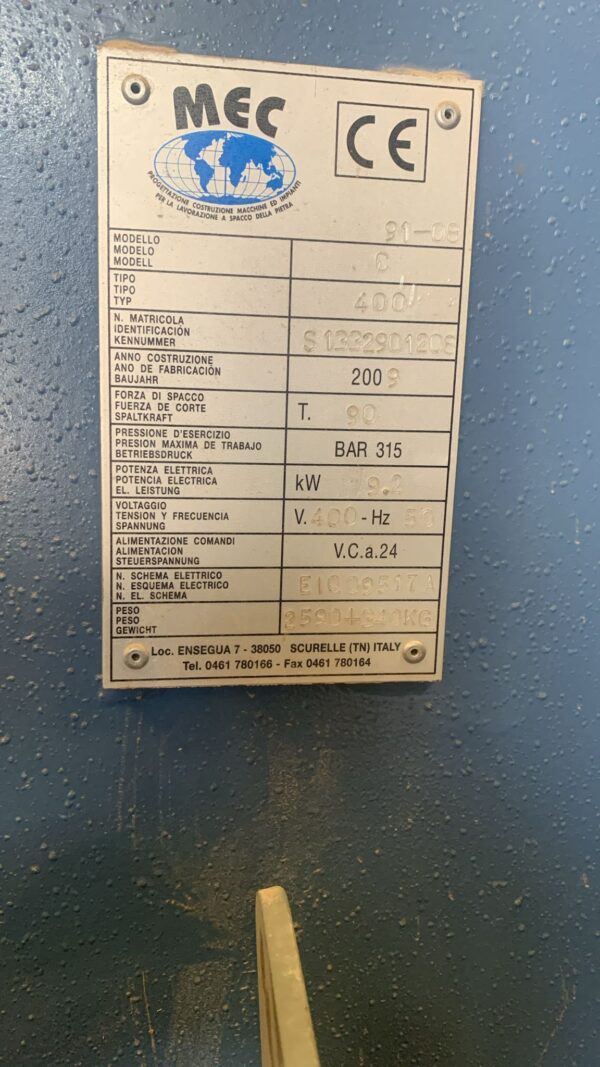 MEC
CE
PROGETTAZIONE COSTRUZIONE MACCHINE ED IMPIANTI
PER LA LAVORAZIONE A SPACCO DELLA PIETRA
MODELLO
MODELO
MODELL
91-08
C
TIPO
TIPO
TYP
400
N. MATRICOLA
IDENTIFICACIÓN
KENNUMMER
ANNO COSTRUZIONE
ANO DE FABRICACIÓN
BAUJAHR
2009
FORZA DI SPACCO
FUERZA DE CORTE
SPALTKRAFT
T. 90
PRESSIONE D'ESERCIZIO
PRESION MAXIMA DE TRABAJO
BETRIEBSDRUCK
BAR 315
POTENZA ELETTRICA
POTENCIA ELECTRICA
EL. LEISTUNG
kW 9.2
VOLTAGGIO
TENSION Y FRECUENCIA
SPANNUNG
V. 400 - Hz 50
ALIMENTAZIONE COMANDI
ALIMENTACION
STEUERSPANNUNG
V.C.a.24
N. SCHEMA ELETTRICO
N. ESQUEMA ELECTRICO
N. EL. SCHEMA
PESO
PESO
GEWICHT
Loc. ENSEGUA 7 - 38050 SCURELLE (TN) ITALY
Tel. 0461 780166 - Fax 0461 780164